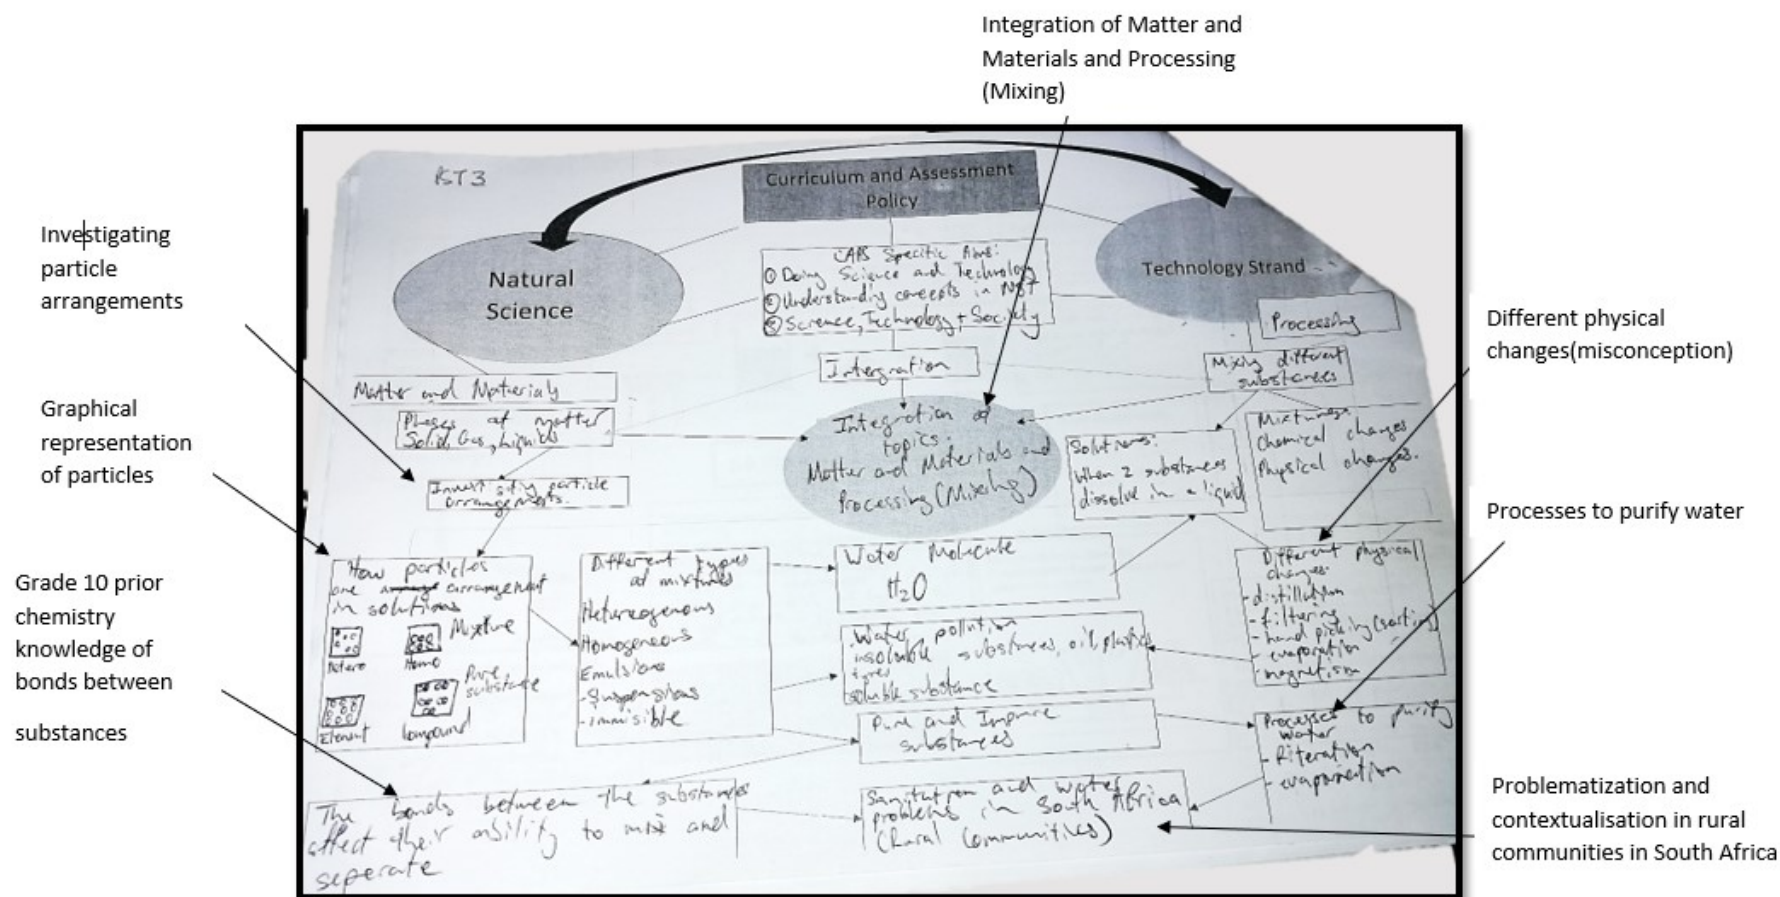 Integration of Matter and
Materials and Processing
(Mixing)
Investigating
particle
arrangements
Graphical
representation
of particles
Grade 10 prior
chemistry
knowledge of
bonds between
substances
PST 3
Curriculum and Assessment
Policy
Natural
Science
CAPS Specific Aims:
① Doing Science and Technology
② Understanding concepts in NST
③ Science, Technology + Society
Technology Strand
Processing
Intergration
Mixing different
substances
Matter and Materials
Phases of matter
Solid, Gas, liquids
particle
arrangements.
Integration of
topics.
Matter and Materials and
Processing (Mixing)
Solutions:
When 2 substances
dissolve in a liquid
Chemical changes
Physical changes.
How particles
arrangement
in solutions
Mixture
Hetero
Homo
Pure
substance
Element
Compound
Different types
of mixtures
Hetereogenous
Homogeneous
Emulsions
-Suspensions
-immisible
Water Molecule
H₂O
Water pollution
insoluble substances, oil, plastics
tyres
soluble substance
Pure and Impure
substances
Different physical
changes.
-distillation
-filtering
-hand picking (sorting)
-evaporation
-magnetism
Processes to purify
water
- filteration
- evaporation
The bonds between the substances
affect their ability to mix and
seperate
Sanitation and water
problems in South Africa
(Rural Communities)
Different physical
changes(misconception)
Processes to purify water
Problematization and
contextualisation in rural
communities in South Africa